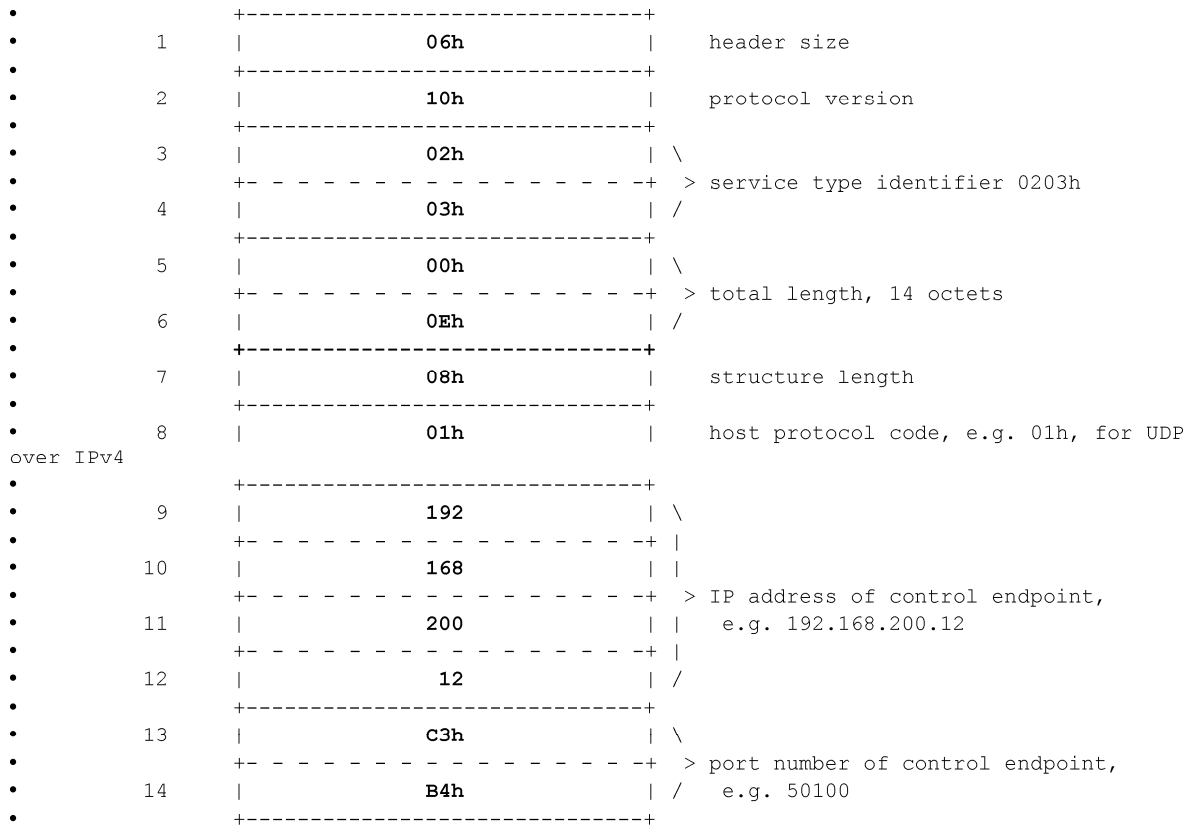 •                 +-------------------------------+
•          1      |              06h              |    header size
•                 +-------------------------------+
•          2      |              10h              |    protocol version
•                 +-------------------------------+
•          3      |              02h              | \
•                 +- - - - - - - - - - - - - - - -+  > service type identifier 0203h
•          4      |              03h              | /
•                 +-------------------------------+
•          5      |              00h              | \
•                 +- - - - - - - - - - - - - - - -+  > total length, 14 octets
•          6      |              0Eh              | /
•                 +-------------------------------+
•          7      |              08h              |    structure length
•                 +-------------------------------+
•          8      |              01h              |    host protocol code, e.g. 01h, for UDP
over IPv4
•                 +-------------------------------+
•          9      |              192              | \
•                 +- - - - - - - - - - - - - - - -+ |
•         10      |              168              | |
•                 +- - - - - - - - - - - - - - - -+  > IP address of control endpoint,
•         11      |              200              | |   e.g. 192.168.200.12
•                 +- - - - - - - - - - - - - - - -+ |
•         12      |               12              | /
•                 +-------------------------------+
•         13      |              C3h              | \
•                 +- - - - - - - - - - - - - - - -+  > port number of control endpoint,
•         14      |              B4h              | /   e.g. 50100
•                 +-------------------------------+